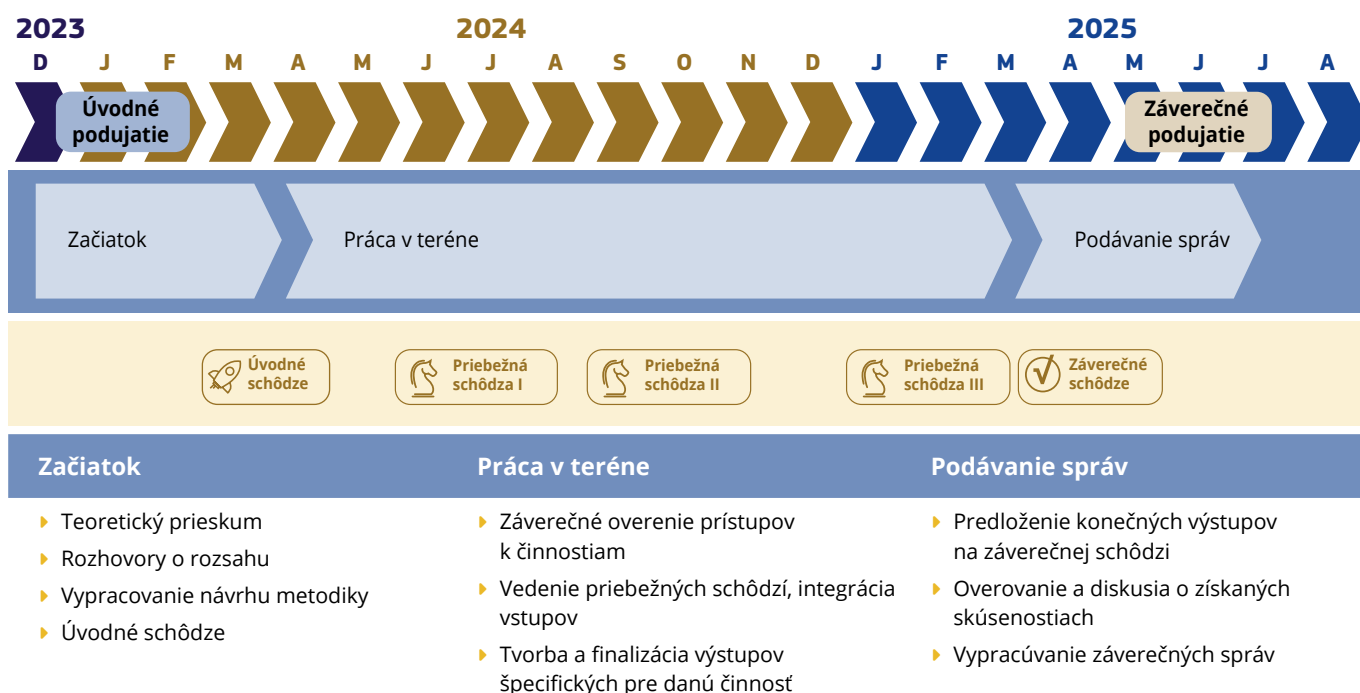 2023 2024 2025
D J F M A M J J A S O N D J F M A M J J A
Úvodné
podujatie
Záverečné
podujatie
Začiatok
Práca v teréne
Podávanie správ
Úvodné
schôdze
Priebežná
schôdza I
Priebežná
schôdza II
Priebežná
schôdza III
Záverečné
schôdze
Začiatok
Teoretický prieskum
Rozhovory o rozsahu
Vypracovanie návrhu metodiky
Úvodné schôdze
Práca v teréne
Záverečné overenie prístupov
k činnostiam
Vedenie priebežných schôdzí, integrácia
vstupov
Tvorba a finalizácia výstupov
špecifických pre danú činnosť
Podávanie správ
Predloženie konečných výstupov
na záverečnej schôdzi
Overovanie a diskusia o získaných
skúsenostiach
Vypracúvanie záverečných správ